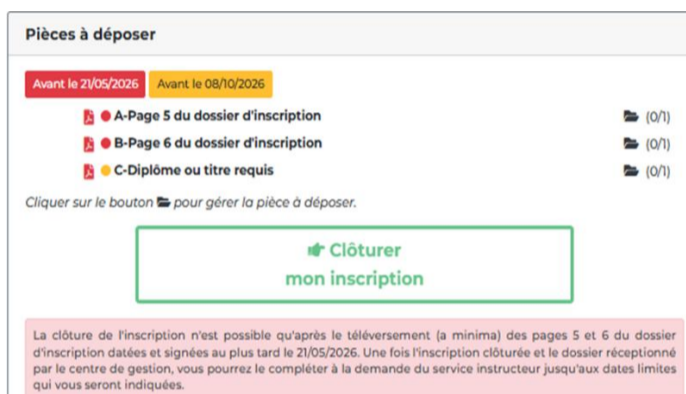 Pièces à déposer
Avant le 21/05/2026 Avant le 08/10/2026
A-Page 5 du dossier d'inscription (0/1)
B-Page 6 du dossier d'inscription (0/1)
C-Diplôme ou titre requis (0/1)
Cliquer sur le bouton pour gérer la pièce à déposer.
Clôturer
mon inscription
La clôture de l'inscription n'est possible qu'après le téléversement (a minima) des pages 5 et 6 du dossier
d'inscription datées et signées au plus tard le 21/05/2026. Une fois l'inscription clôturée et le dossier réceptionné
par le centre de gestion, vous pourrez le compléter à la demande du service instructeur jusqu'aux dates limites
qui vous seront indiquées.